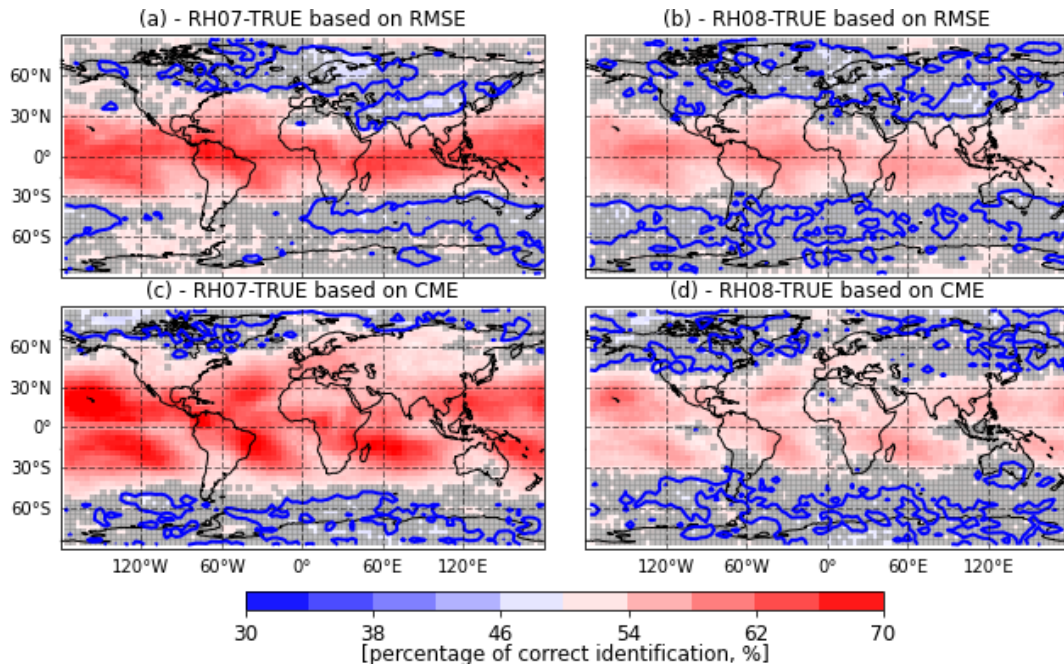 (a) - RH07-TRUE based on RMSE
(b) - RH08-TRUE based on RMSE
60°N
30°N
0°
30°S
60°S
(c) - RH07-TRUE based on CME
(d) - RH08-TRUE based on CME
60°N
30°N
0°
30°S
60°S
120°W 60°W 0° 60°E 120°E 120°W 60°W 0° 60°E 120°E
30 38 46 54 62 70
[percentage of correct identification, %]